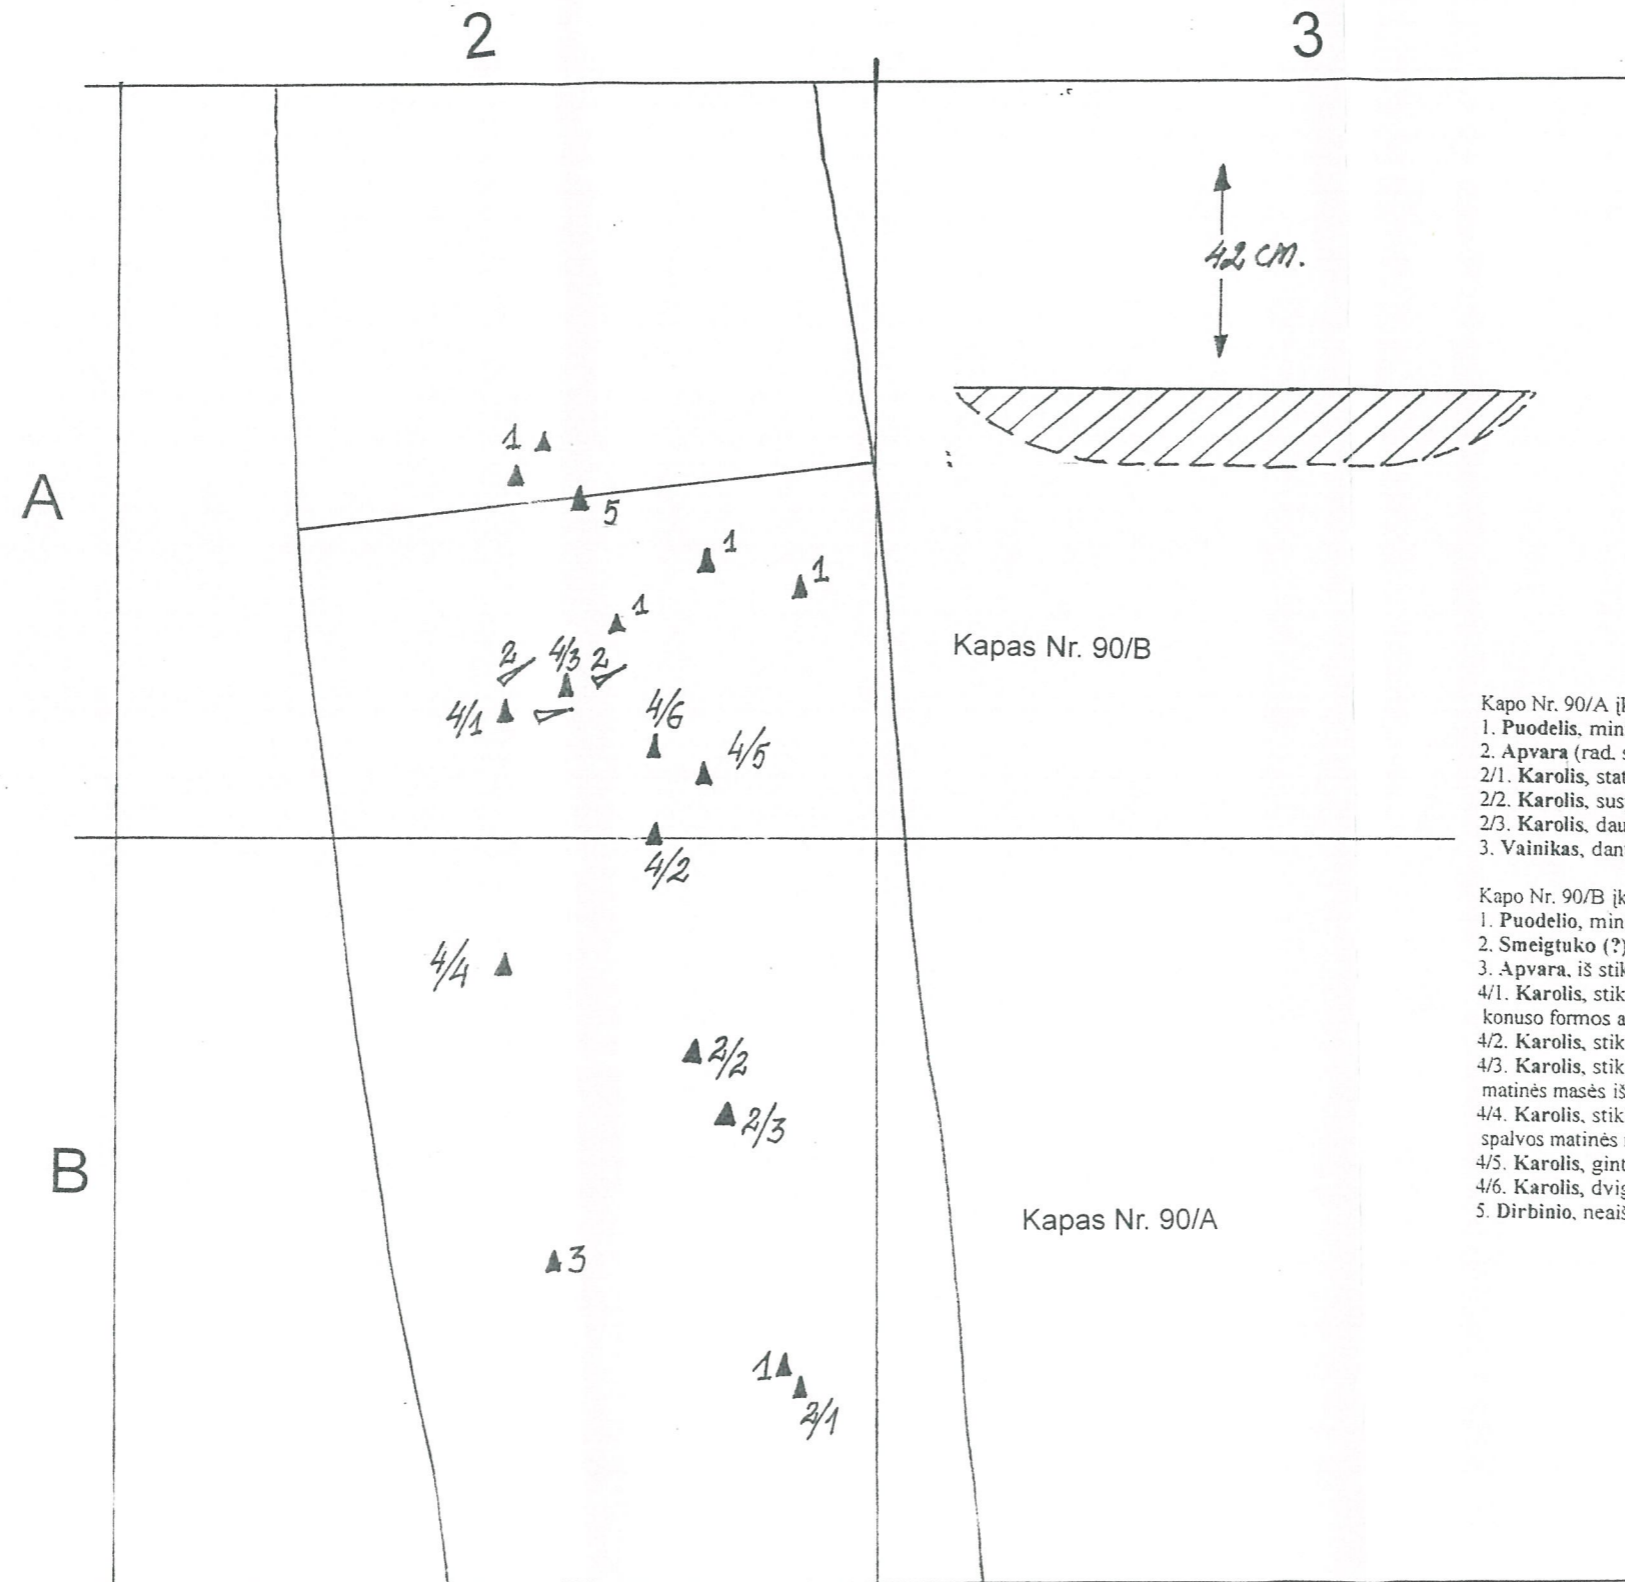 2
3
42 cm.
A
1
5
1
1
1
2
4/3
2
4/1
4/6
4/5
Kapas Nr. 90/B
4/2
4/4
2/2
2/3
B
3
1
2/1
Kapas Nr. 90/A
Kapo Nr. 90/A
1. Puodelis, min
2. Apvara (rad.
2/1. Karolis, stat
2/2. Karolis, sus
2/3. Karolis, dau
3. Vainikas, dan
Kapo Nr. 90/B įk
1. Puodelio, min
2. Smeigtuko (?)
3. Apvara, iš stik
4/1. Karolis, stik
konuso formos a
4/2. Karolis, stik
4/3. Karolis, stik
matinės masės iš
4/4. Karolis, stik
spalvos matinės
4/5. Karolis, gint
4/6. Karolis, dvig
5. Dirbinio, neaiš